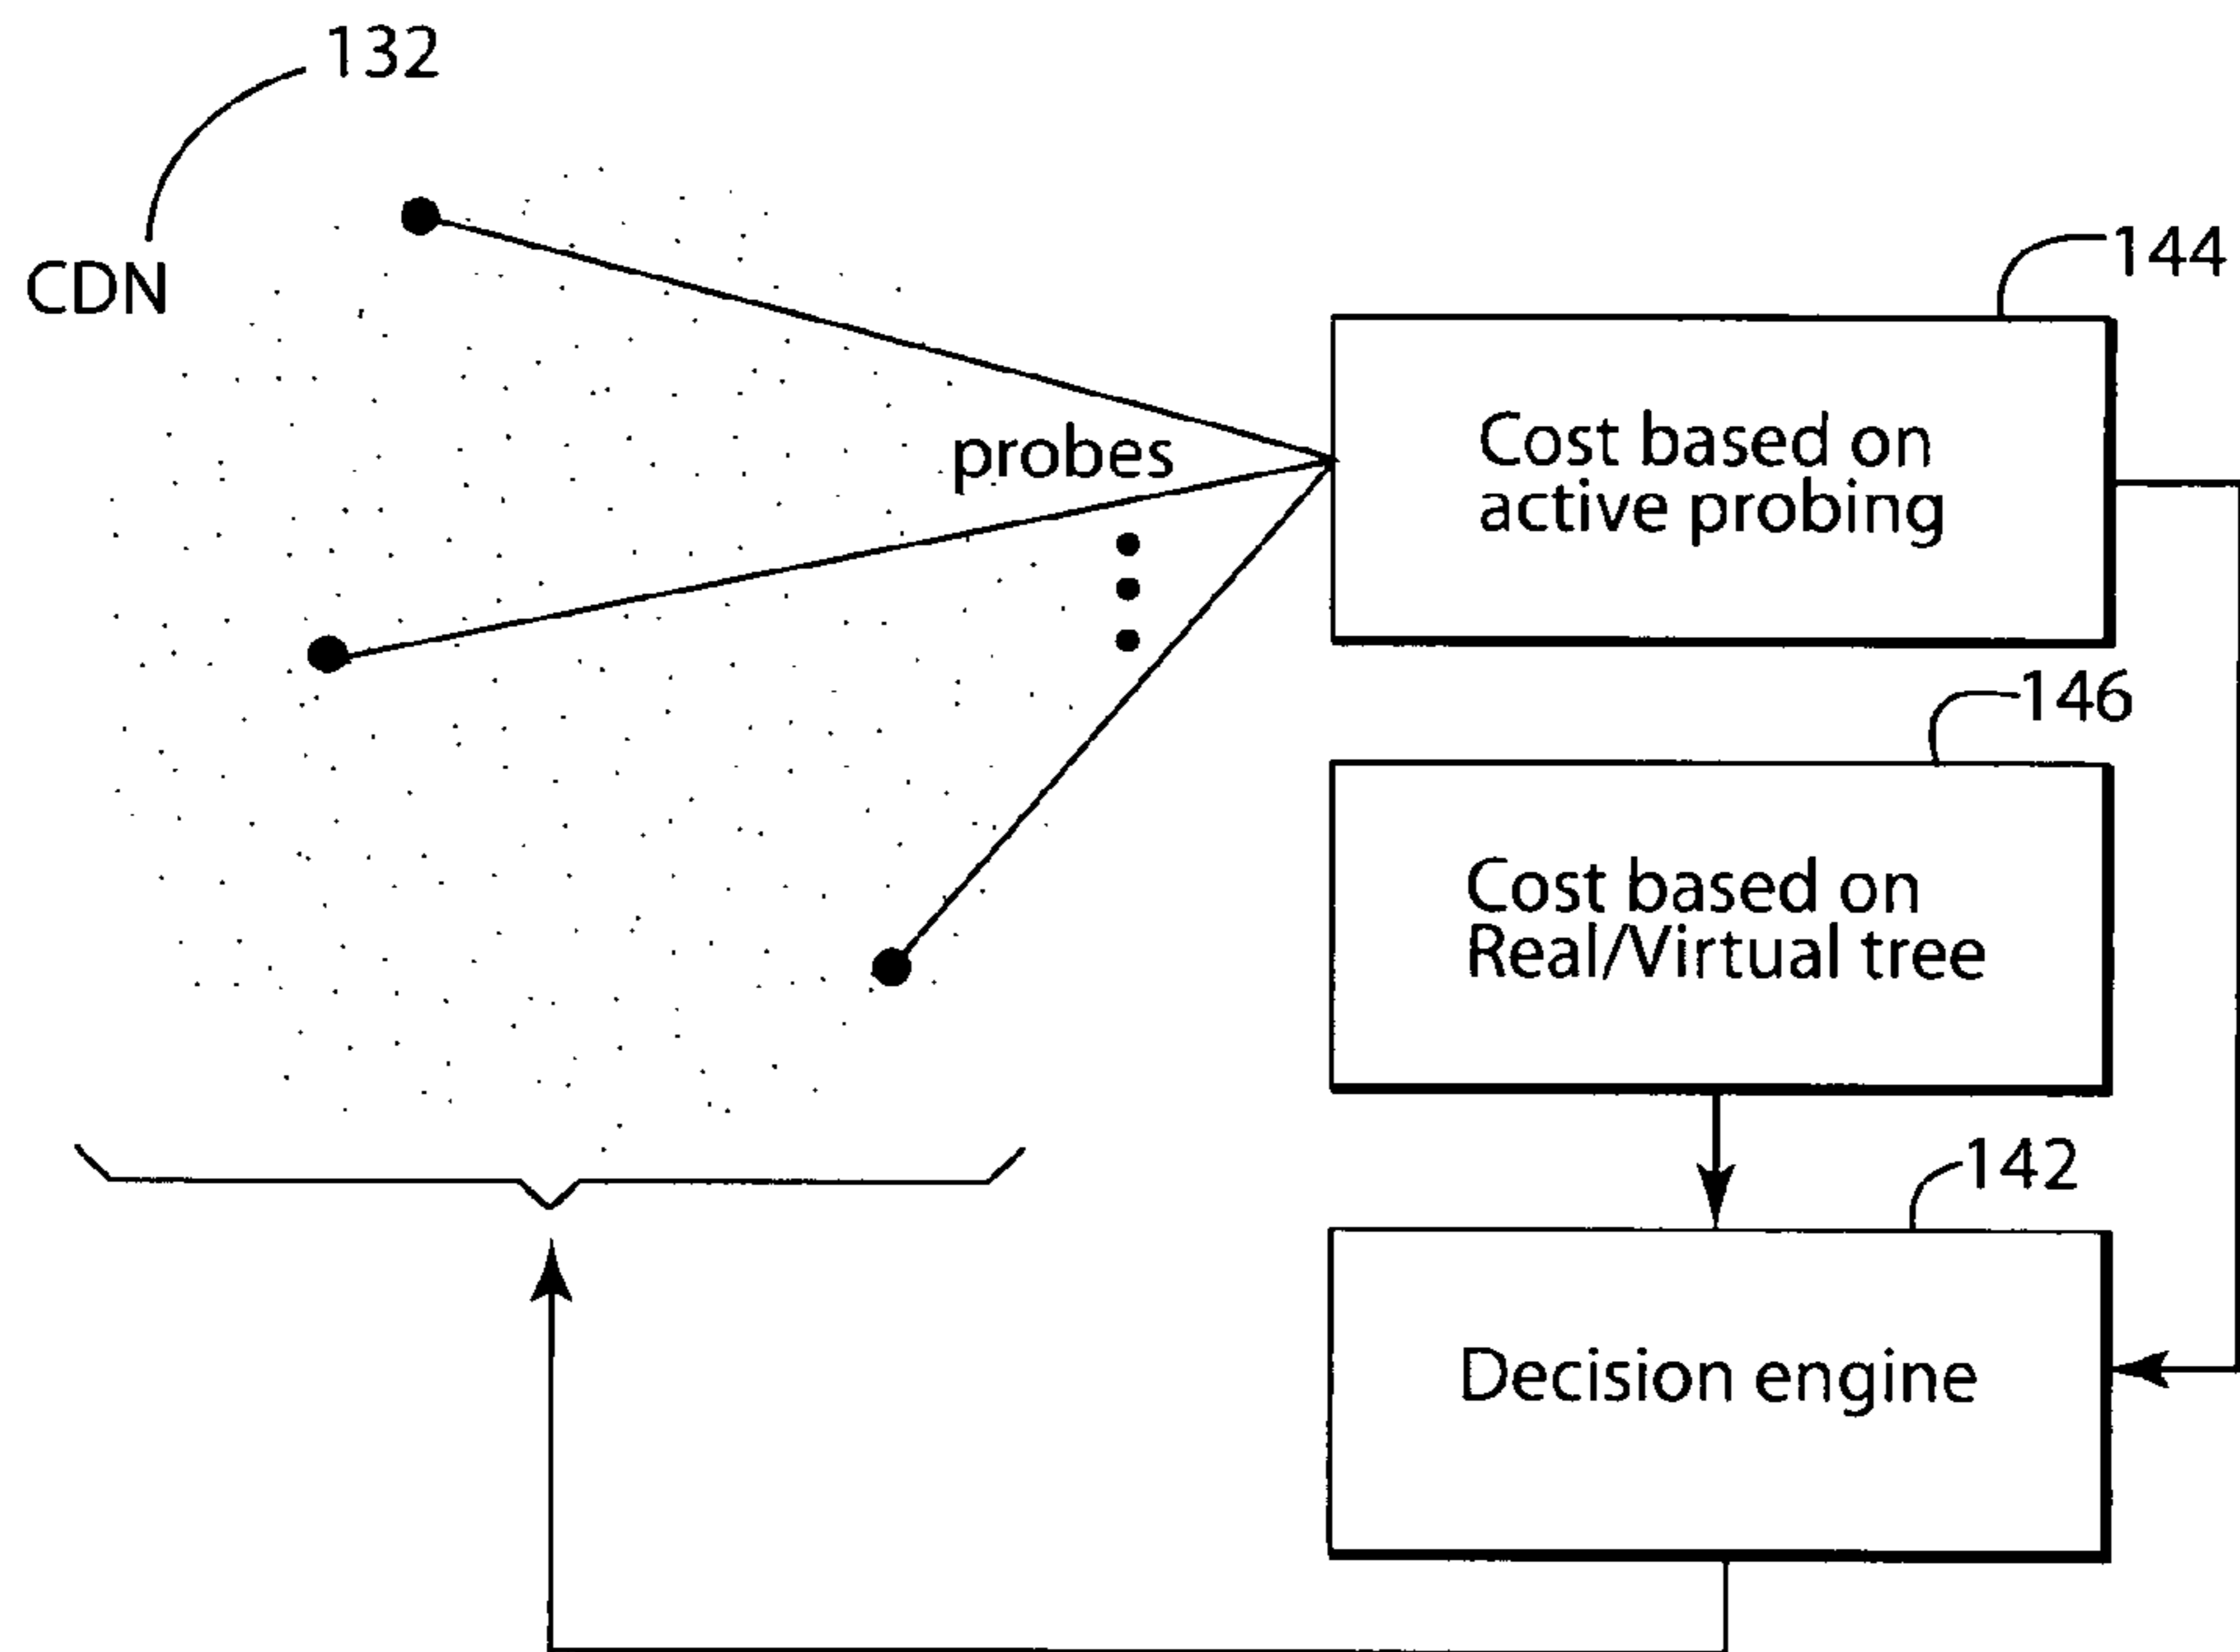 132
CDN
144
probes
Cost based on
active probing
146
Cost based on
Real/Virtual tree
142
Decision engine